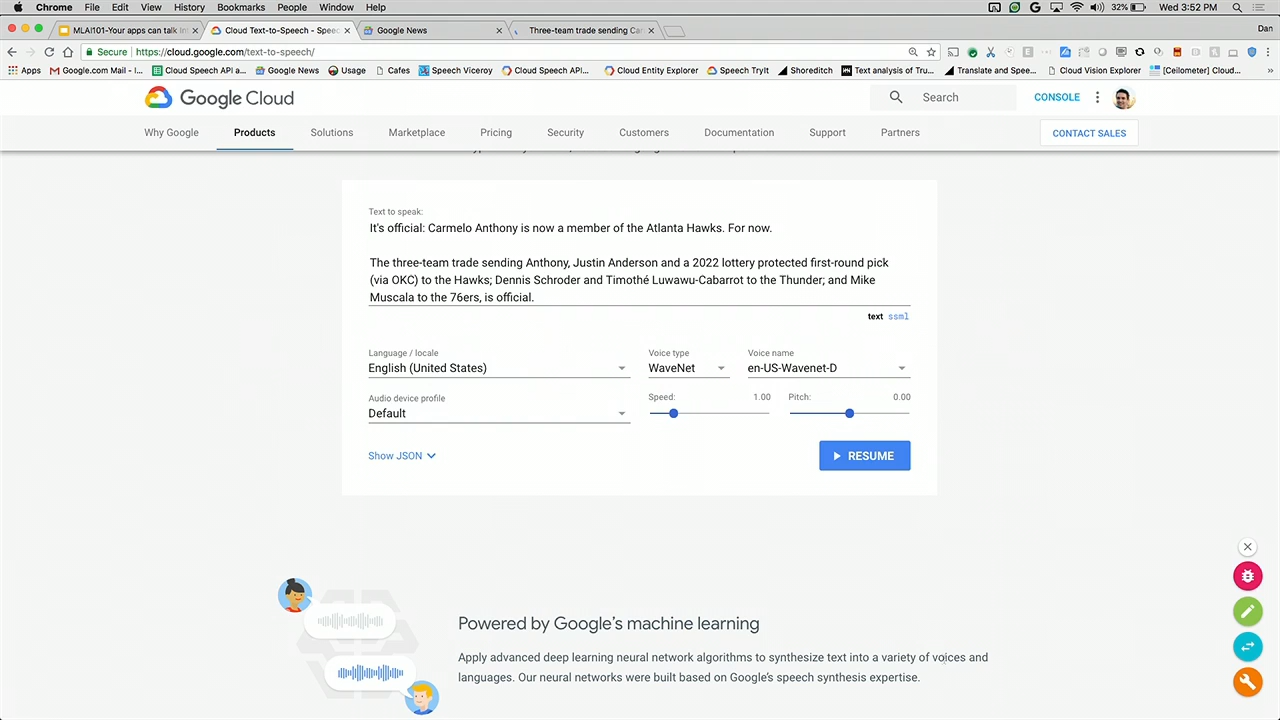 Chrome File Edit View History Bookmarks People Window Help 32% Wed 3:52 PM
MLAI101-Your apps can talk Cloud Text-to-Speech - Speec Google News Three-team trade sending Ca Dan
Secure https://cloud.google.com/text-to-speech/
Apps Google.com Mail - I... Cloud Speech API a... Google News Usage Cafes Speech Viceroy Cloud Speech API... Cloud Entity Explorer Speech TryIt Shoreditch Text analysis of Tru... Translate and Spee... Cloud Vision Explorer [Ceilometer] Cloud... »
Google Cloud Search CONSOLE
Why Google Products Solutions Marketplace Pricing Security Customers Documentation Support Partners CONTACT SALES
Text to speak:
It's official: Carmelo Anthony is now a member of the Atlanta Hawks. For now.
The three-team trade sending Anthony, Justin Anderson and a 2022 lottery protected first-round pick
(via OKC) to the Hawks; Dennis Schroder and Timothé Luwawu-Cabarrot to the Thunder; and Mike
Muscala to the 76ers, is official.
text ssml
Language / locale Voice type Voice name
English (United States) WaveNet en-US-Wavenet-D
Audio device profile Speed: 1.00 Pitch: 0.00
Default
Show JSON RESUME
Powered by Google's machine learning
Apply advanced deep learning neural network algorithms to synthesize text into a variety of voices and
languages. Our neural networks were built based on Google's speech synthesis expertise.